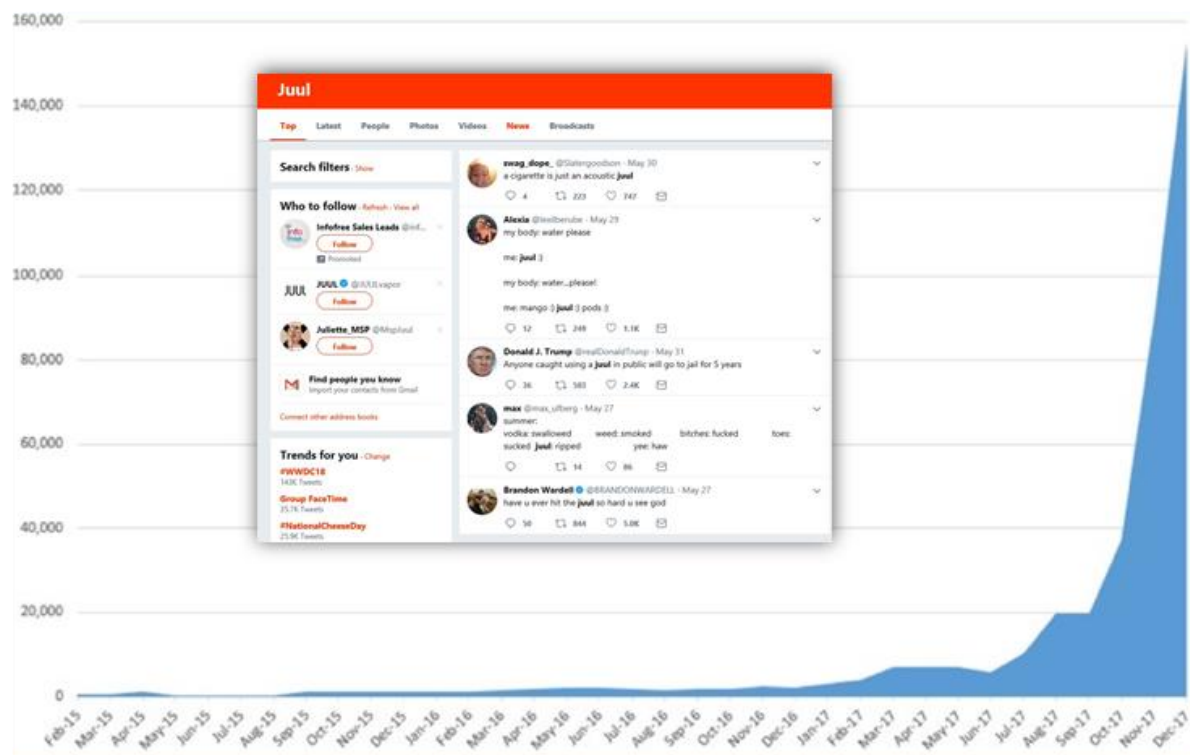 160,000
140,000
120,000
100,000
80,000
60,000
40,000
20,000
0
Juul
Top Latest People Photos Videos News Broadcasts
Search filters · Show
Who to follow · Refresh · View all
Infofree Sales Leads @inf...
Follow
Promoted
JUUL JUUL @JUULvapor
Follow
Juliette_MSP @MspJuul
Follow
Find people you know
Import your contacts from Gmail
Connect other address books
Trends for you · Change
#WWDC18
143K Tweets
Group FaceTime
25.7K Tweets
#NationalCheeseDay
25.9K Tweets
swag_dope_ @Slatergoodson · May 30
a cigarette is just an acoustic juul
4 223 747
Alexia @lexilberube · May 29
my body: water please
me: juul :)
my body: water...please!
me: mango :) juul :) pods :)
12 249 1.1K
Donald J. Trump @realDonaldTrunp · May 31
Anyone caught using a juul in public will go to jail for 5 years
36 583 2.4K
max @max_ulberg · May 27
summer:
vodka: swallowed weed: smoked bitches: fucked toes:
sucked juul: ripped yee: haw
14 86
Brandon Wardell @BRANDONWARDELL · May 27
have u ever hit the juul so hard u see god
50 844 5.0K
Feb-15 Mar-15 Apr-15 May-15 Jun-15 Jul-15 Aug-15 Sep-15 Oct-15 Nov-15 Dec-15 Jan-16 Feb-16 Mar-16 Apr-16 May-16 Jun-16 Jul-16 Aug-16 Sep-16 Oct-16 Nov-16 Dec-16 Jan-17 Feb-17 Mar-17 Apr-17 May-17 Jun-17 Jul-17 Aug-17 Sep-17 Oct-17 Nov-17 Dec-17